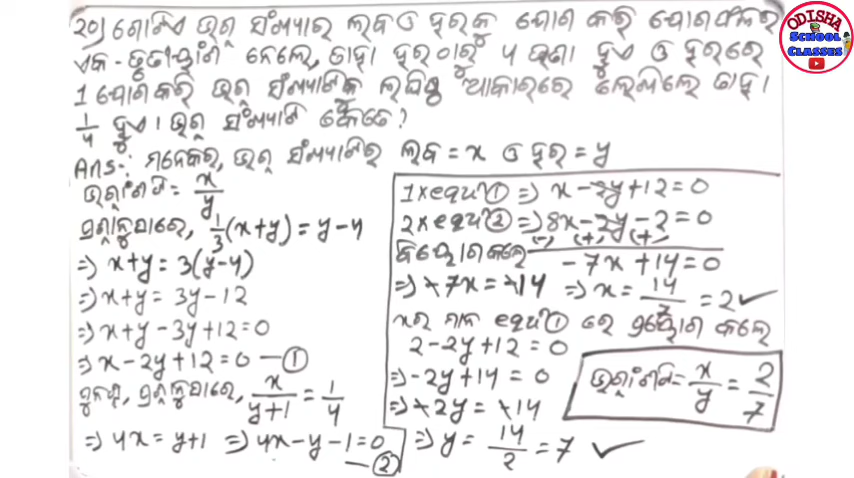 20) ଗୋଟିଏ ଭଗ୍ନ ସଂଖ୍ୟାର ଲବ ଓ ହରକୁ ଯୋଗ କରି ଯୋଗଫଳର
ଏକ-ତୃତୀୟାଂଶ ନେଲେ, ତାହା ହରଠାରୁ 4 ଊଣା ହୁଏ ଓ ହରରେ
1 ଯୋଗକରି ଭଗ୍ନ ସଂଖ୍ୟାଟିକୁ ଲଘିଷ୍ଠ ଆକାରରେ ଲେଖିଲେ ତାହା
1/4 ହୁଏ। ଭଗ୍ନ ସଂଖ୍ୟାଟି କେତେ?
Ans:- ମନେକର, ଭଗ୍ନ ସଂଖ୍ୟାଟିର ଲବ = x ଓ ହର = y
ଭଗ୍ନାଂଶଟି = x/y
ପ୍ରଶ୍ନାନୁସାରେ, 1/3 (x+y) = y-4
⇒ x+y = 3(y-4)
⇒ x+y = 3y-12
⇒ x+y-3y+12=0
⇒ x-2y+12=0 —①
ପୁନଶ୍ଚ, ପ୍ରଶ୍ନାନୁସାରେ, x/(y+1) = 1/4
⇒ 4x = y+1 ⇒ 4x-y-1=0
—②
1×equ① ⇒ x-2y+12=0
2×equ② ⇒ 8x-2y-2=0
(-) (+) (+)
ବିୟୋଗକଲେ
-7x+14=0
⇒ -7x = -14 ⇒ x = 14/7 = 2 ✓
xର ମାନ equ① ରେ ପ୍ରୟୋଗ କଲେ
2-2y+12=0
⇒ -2y+14=0
⇒ -2y = -14
⇒ y = 14/2 = 7 ✓
ଭଗ୍ନାଂଶଟି = x/y = 2/7
ODISHA
School
CLASSES